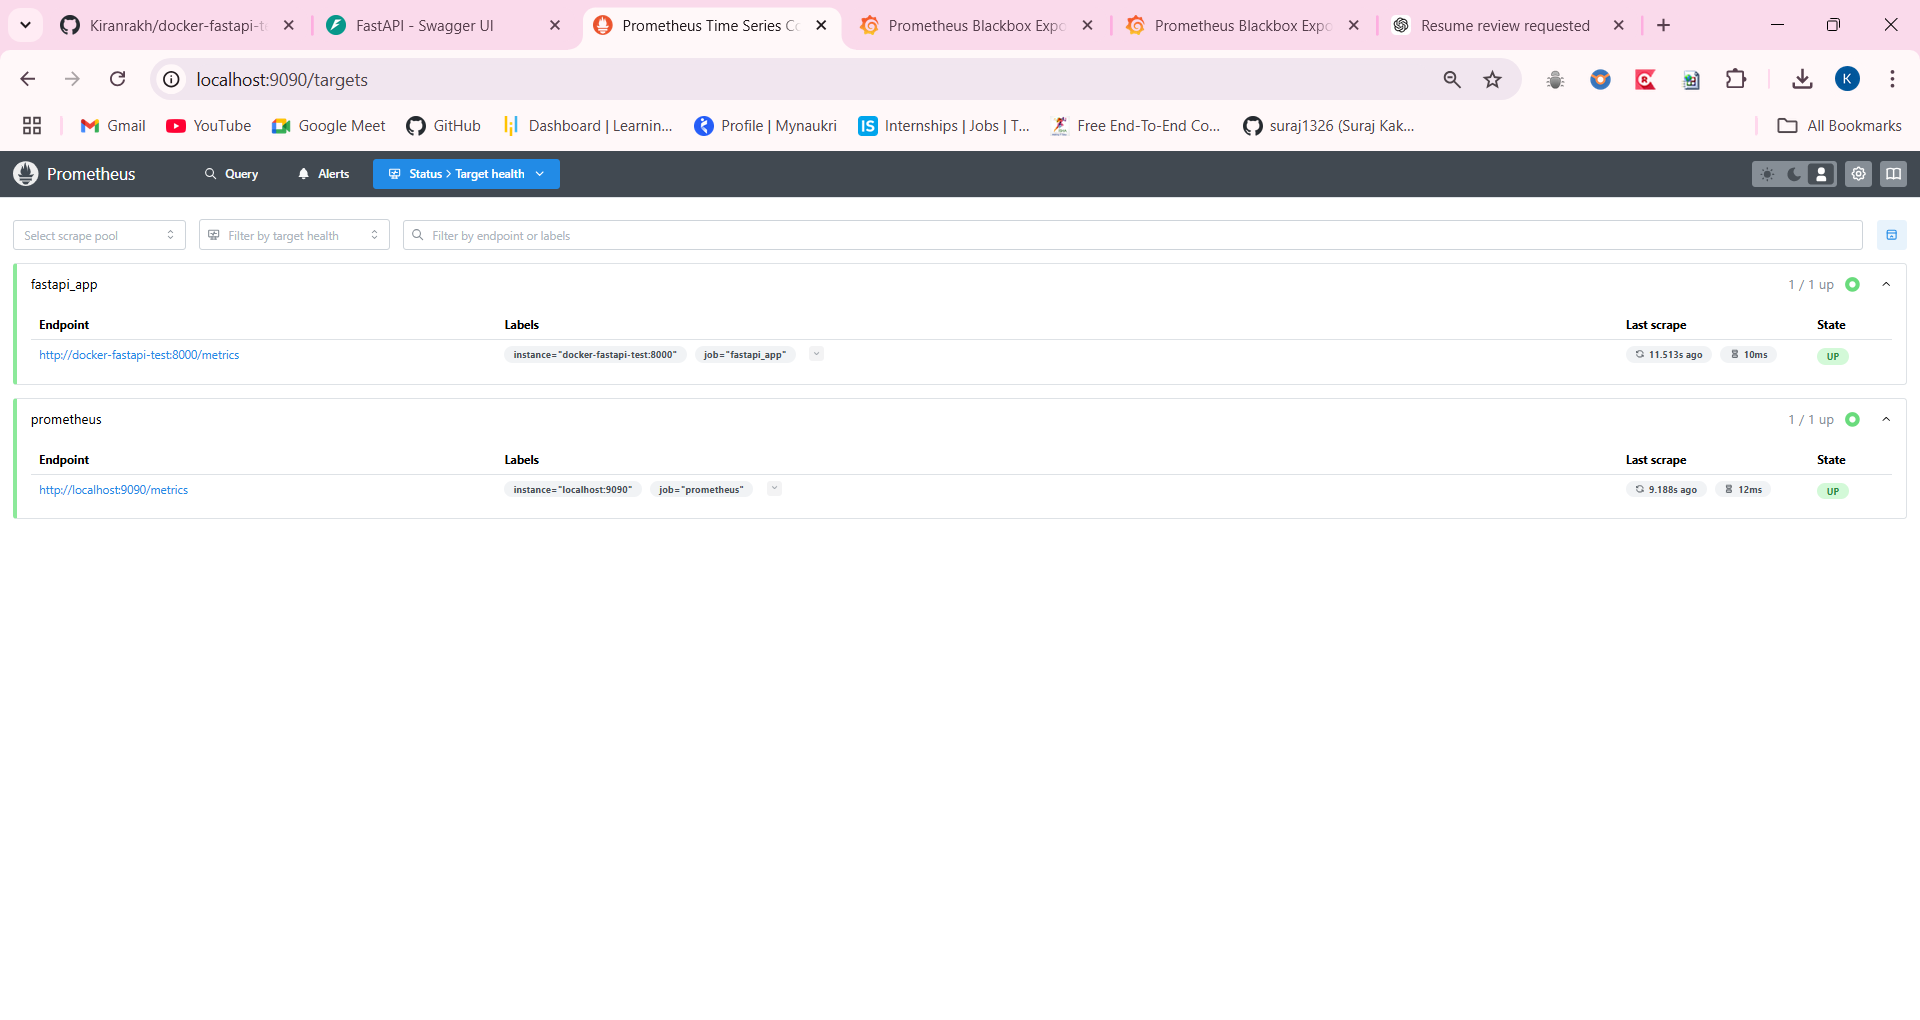 Kiranrakh/docker-fastapi-t
FastAPI - Swagger UI
Prometheus Time Series Co
Prometheus Blackbox Expo
Prometheus Blackbox Expo
Resume review requested
localhost:9090/targets
K
Gmail
YouTube
Google Meet
GitHub
Dashboard | Learnin...
Profile | Mynaukri
IS
Internships | Jobs | T...
Free End-To-End Co...
suraj1326 (Suraj Kak...
All Bookmarks
Prometheus
Query
Alerts
Status > Target health
Select scrape pool
Filter by target health
Filter by endpoint or labels
fastapi_app
1 / 1 up
Endpoint Labels Last scrape State
http://docker-fastapi-test:8000/metrics instance="docker-fastapi-test:8000" job="fastapi_app" 11.513s ago 10ms UP
prometheus
1 / 1 up
Endpoint Labels Last scrape State
http://localhost:9090/metrics instance="localhost:9090" job="prometheus" 9.188s ago 12ms UP